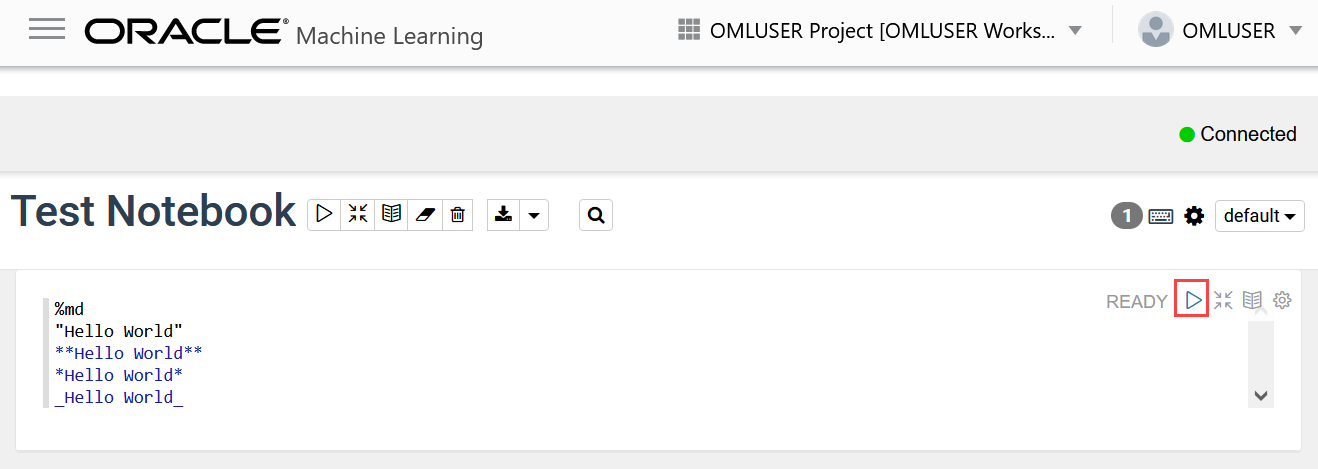 ORACLE® Machine Learning
OMLUSER Project [OMLUSER Works...
OMLUSER
Connected
Test Notebook
1
default
READY
%md
"Hello World"
**Hello World**
*Hello World*
_Hello World_